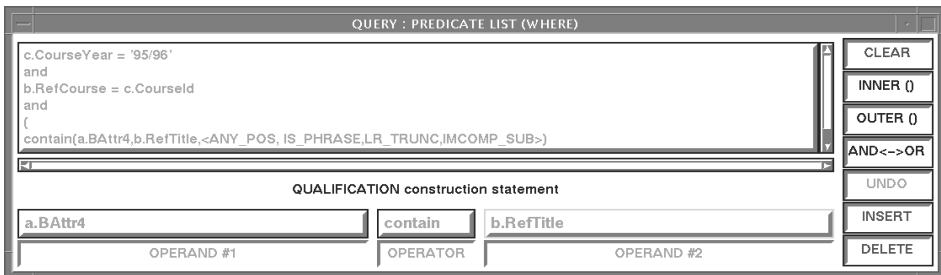 QUERY : PREDICATE LIST (WHERE)
c.CourseYear = '95/96'
and
b.RefCourse = c.CourseId
and
(
contain(a.BAttr4,b.RefTitle,<ANY_POS, IS_PHRASE,LR_TRUNC,IMCOMP_SUB>)
QUALIFICATION construction statement
a.BAttr4 contain b.RefTitle
OPERAND #1 OPERATOR OPERAND #2
CLEAR
INNER ()
OUTER ()
AND<->OR
UNDO
INSERT
DELETE